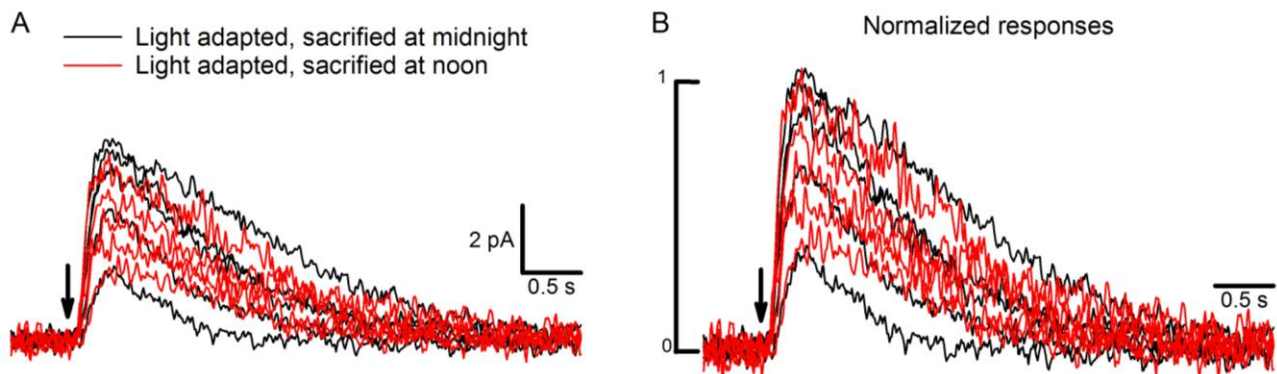 A
Light adapted, sacrified at midnight
Light adapted, sacrified at noon
2 pA
0.5 s
B
Normalized responses
1
0
0.5 s